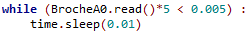 while (BrocheA0.read()*5 < 0.005) :
    time.sleep(0.01)